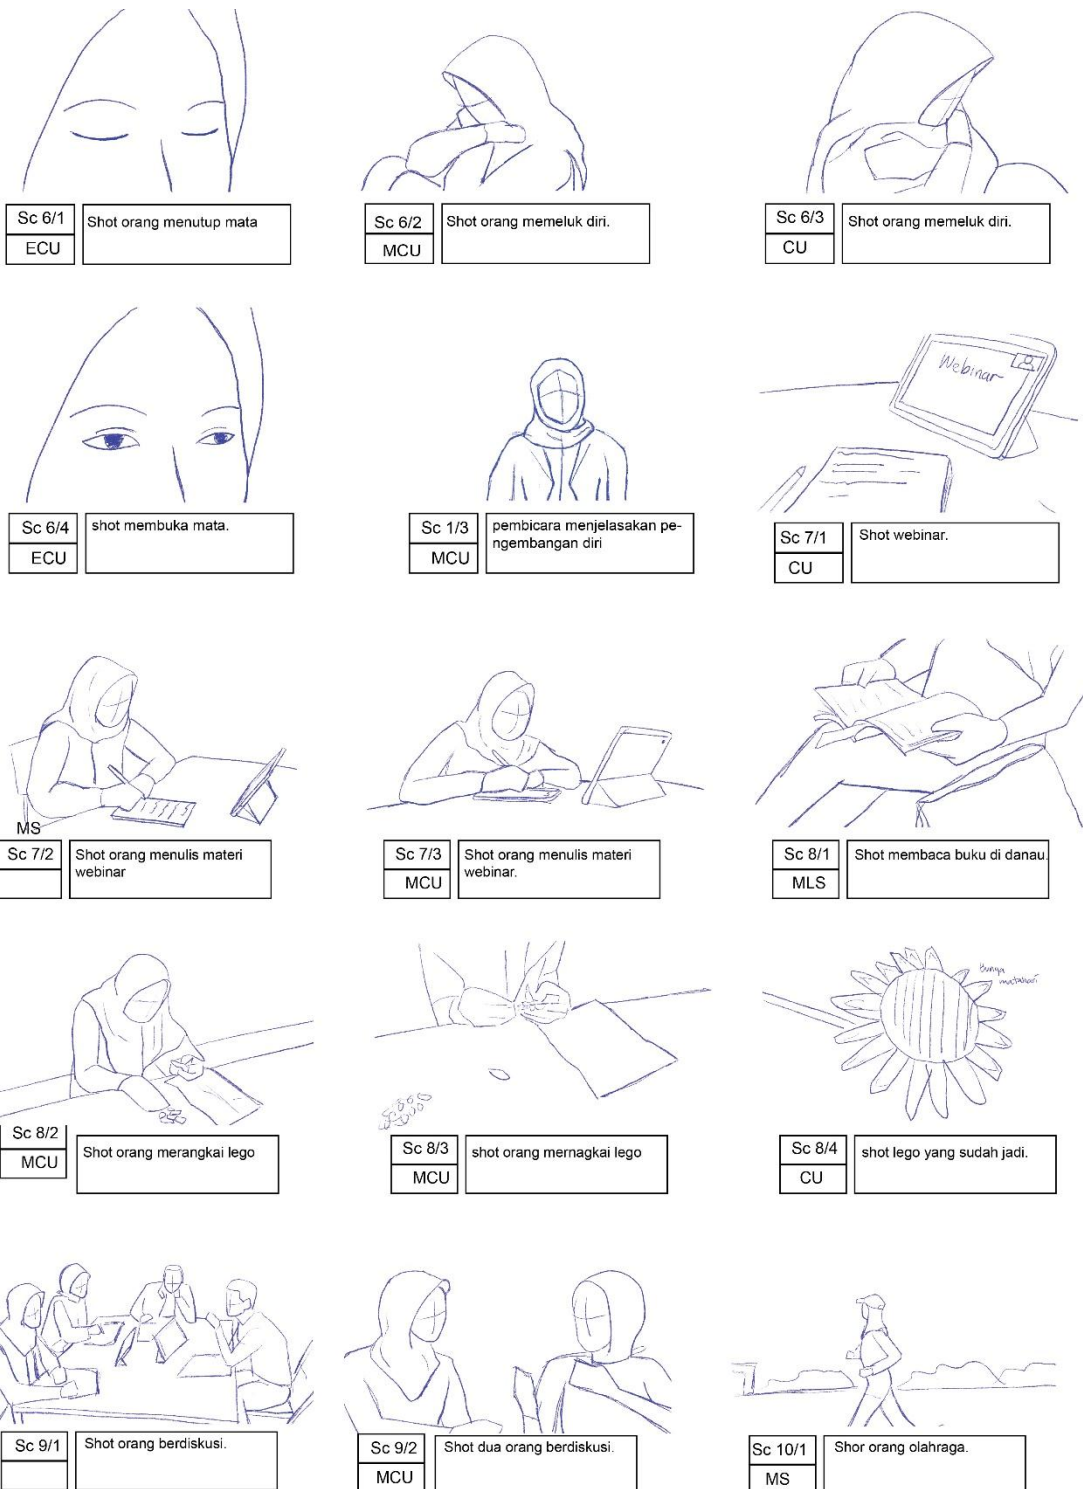 Sc 6/1
ECU
Shot orang menutup mata
Sc 6/2
MCU
Shot orang memeluk diri.
Sc 6/3
CU
Shot orang memeluk diri.
Sc 6/4
ECU
shot membuka mata.
Sc 1/3
MCU
pembicara menjelasakan pe-
ngembangan diri
Webinar
Sc 7/1
CU
Shot webinar.
MS
Sc 7/2
Shot orang menulis materi
webinar
Sc 7/3
MCU
Shot orang menulis materi
webinar.
Sc 8/1
MLS
Shot membaca buku di danau.
Sc 8/2
MCU
Shot orang merangkai lego
Sc 8/3
MCU
shot orang mernagkai lego
Bunga
matahari
Sc 8/4
CU
shot lego yang sudah jadi.
Sc 9/1
Shot orang berdiskusi.
Sc 9/2
MCU
Shot dua orang berdiskusi.
Sc 10/1
MS
Shor orang olahraga.